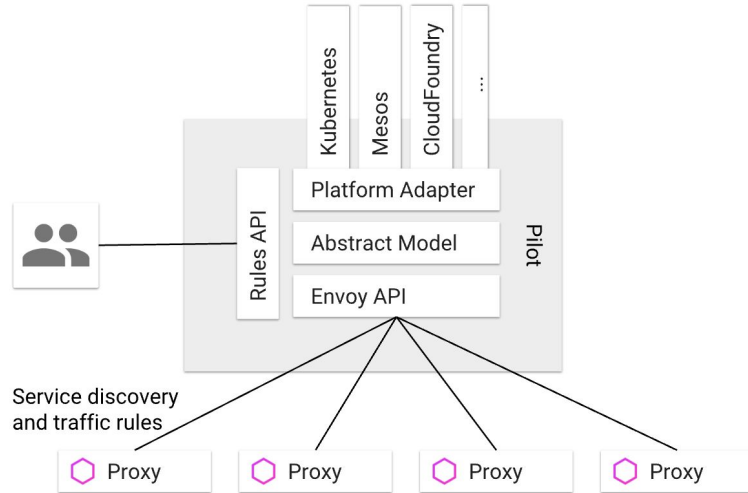 Kubernetes
Mesos
CloudFoundry
...
Platform Adapter
Rules API
Abstract Model
Pilot
Envoy API
Service discovery
and traffic rules
Proxy
Proxy
Proxy
Proxy